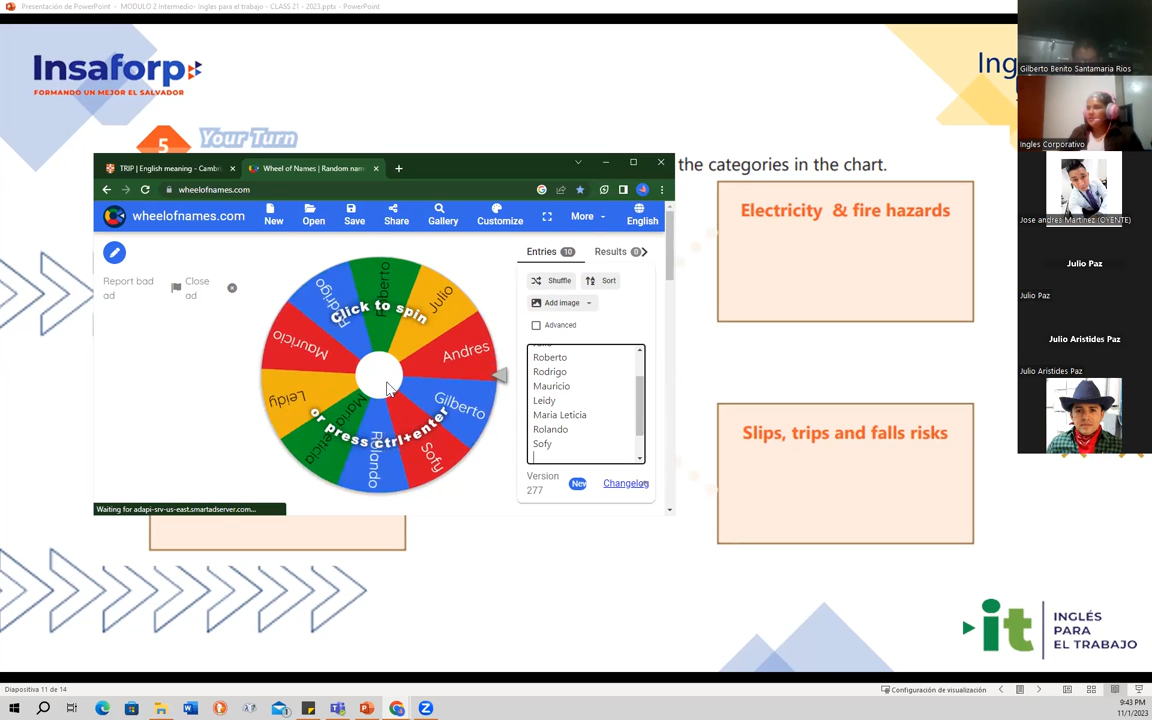 Presentación de PowerPoint - MODULO 2 Intermedio- Ingles para el trabajo - CLASS 21 - 2023.pptx - PowerPoint
Insaforp
FORMANDO UN MEJOR EL SALVADOR
Ing
5
Your Turn
the categories in the chart.
Electricity & fire hazards
Slips, trips and falls risks
TRIP | English meaning - Camb
Wheel of Names | Random nam
wheelofnames.com
wheelofnames.com
New
Open
Save
Share
Gallery
Customize
More
English
Report bad
ad
Close
ad
Entries 10
Results 0
Shuffle
Sort
Add image
Advanced
Roberto
Rodrigo
Mauricio
Leidy
Maria Leticia
Rolando
Sofy
Version
277
New
Changelog
Roberto
Julio
Andres
Gilberto
Sofy
Rolando
Maria Leticia
Leidy
Mauricio
Rodrigo
Click to spin
or press ctrl+enter
Waiting for adapi-srv-us-east.smartadserver.com...
Gilberto Benito Santamaria Rios
Ingles Corporativo
Jose andres Martinez (OYENTE)
Julio Paz
Julio Paz
Julio Aristides Paz
Julio Aristides Paz
it
INGLÉS
PARA
EL TRABAJO
Diapositiva 11 de 14
Configuración de visualización
9:43 PM
11/1/2023